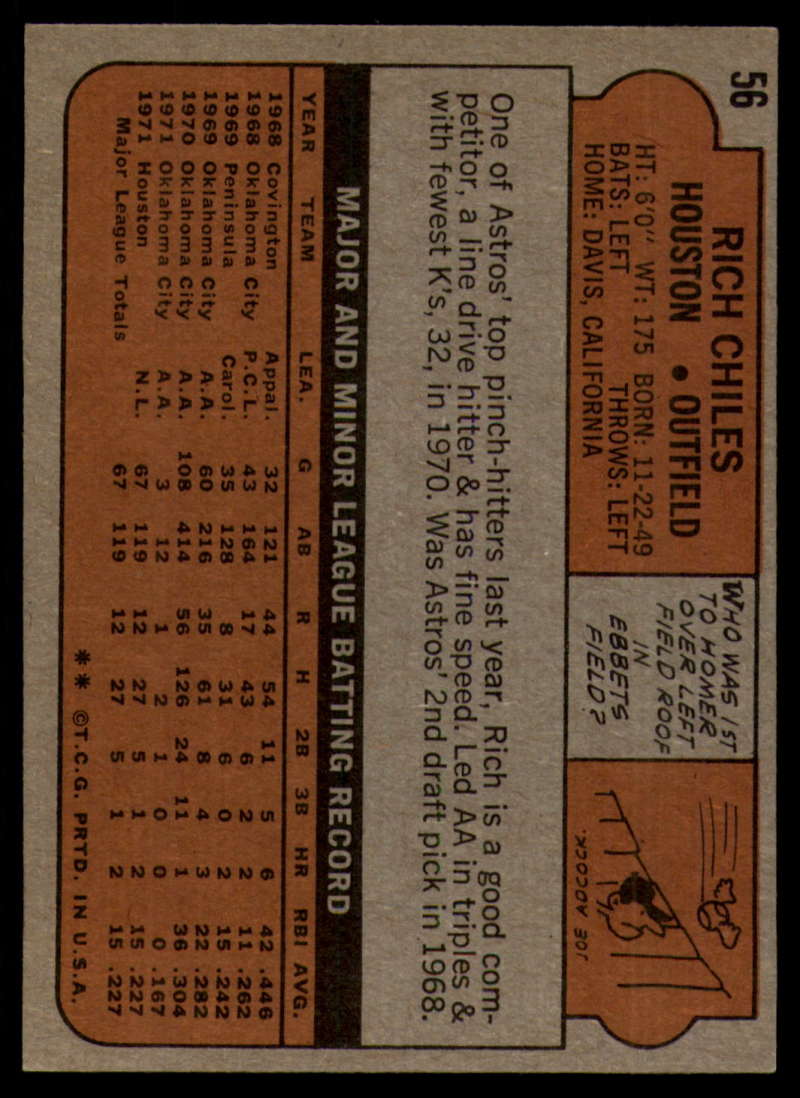 56
RICH CHILES
HOUSTON • OUTFIELD
HT: 6'0" WT: 175 BORN: 11-22-49
BATS: LEFT THROWS: LEFT
HOME: DAVIS, CALIFORNIA
WHO WAS 1ST
TO HOMER
OVER LEFT
FIELD ROOF
IN
EBBETS
FIELD?
JOE ADCOCK.
One of Astros' top pinch-hitters last year, Rich is a good com-
petitor, a line drive hitter & has fine speed. Led AA in triples &
with fewest K's, 32, in 1970. Was Astros' 2nd draft pick in 1968.
MAJOR AND MINOR LEAGUE BATTING RECORD
YEAR TEAM LEA. G AB R H 2B 3B HR RBI AVG.
1968 Covington Appal. 32 121 44 54 11 5 6 42 .446
1968 Oklahoma City P.C.L. 43 164 17 43 6 2 2 11 .262
1969 Peninsula Carol. 35 128 8 31 6 0 2 15 .242
1969 Oklahoma City A.A. 60 216 35 61 8 4 3 22 .282
1970 Oklahoma City A.A. 108 414 56 126 24 11 1 36 .304
1971 Oklahoma City A.A. 3 12 1 2 1 0 0 0 .167
1971 Houston N.L. 67 119 12 27 5 1 2 15 .227
Major League Totals 67 119 12 27 5 1 2 15 .227
** ©T.C.G. PRTD. IN U.S.A.